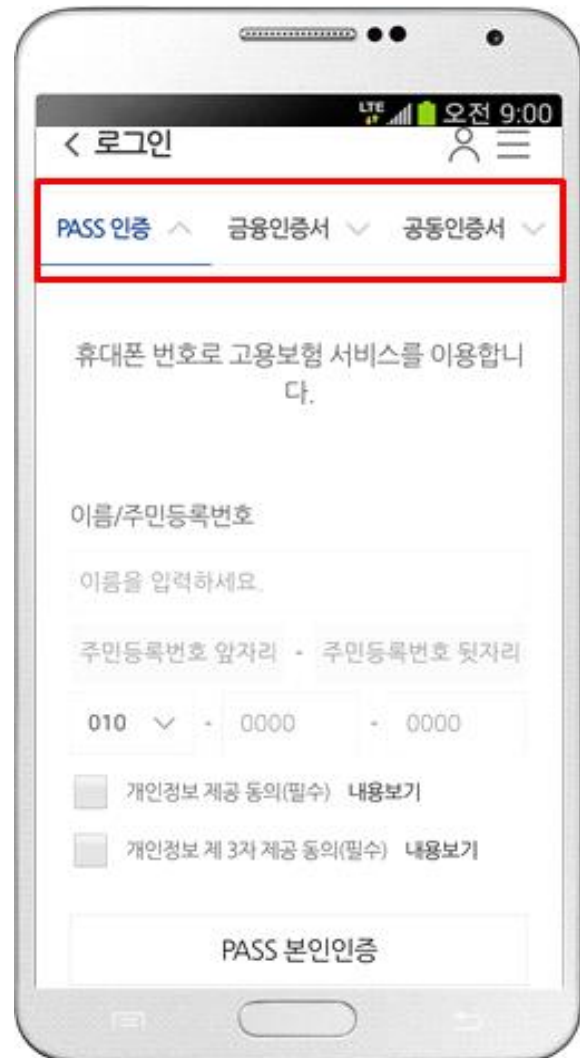 LTE 오전 9:00
< 로그인
PASS 인증 금융인증서 공동인증서
휴대폰 번호로 고용보험 서비스를 이용합니
다.
이름/주민등록번호
이름을 입력하세요.
주민등록번호 앞자리 - 주민등록번호 뒷자리
010 - 0000 - 0000
개인정보 제공 동의(필수) 내용보기
개인정보 제 3자 제공 동의(필수) 내용보기
PASS 본인인증